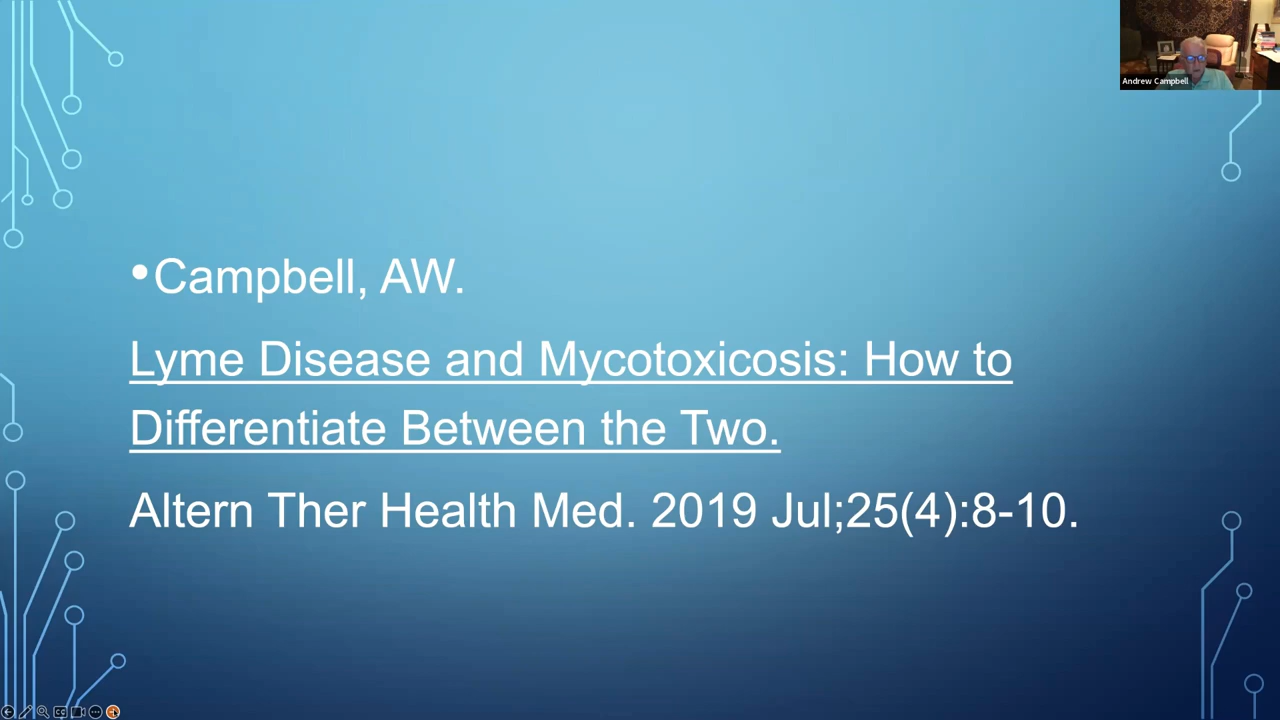 Andrew Campbell
•Campbell, AW.
Lyme Disease and Mycotoxicosis: How to
Differentiate Between the Two.
Altern Ther Health Med. 2019 Jul;25(4):8-10.
CC